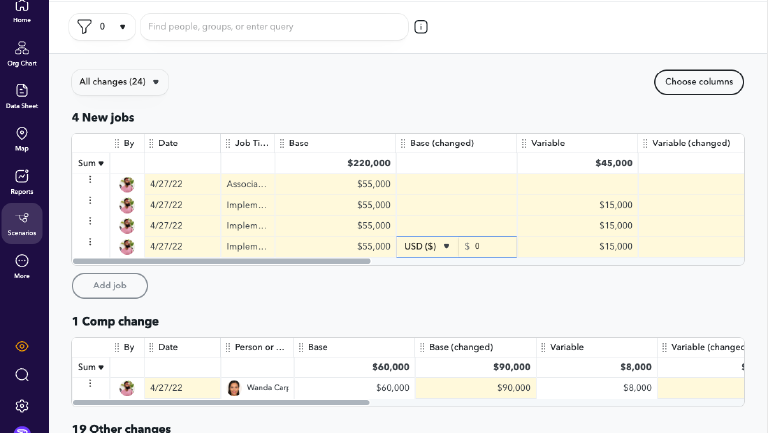 Home
Org Chart
Data Sheet
Map
Reports
Scenarios
More
0
Find people, groups, or enter query
All changes (24)
Choose columns
4 New jobs
By Date Job Ti... Base Base (changed) Variable Variable (changed)
Sum $220,000 $45,000
4/27/22 Associa... $55,000
4/27/22 Implem... $55,000 $15,000
4/27/22 Implem... $55,000 $15,000
4/27/22 Implem... $55,000 USD ($) $ 0 $15,000
Add job
1 Comp change
By Date Person or ... Base Base (changed) Variable Variable (changed
Sum $60,000 $90,000 $8,000 $
4/27/22 Wanda $60,000 $90,000 $8,000
19 Other changes